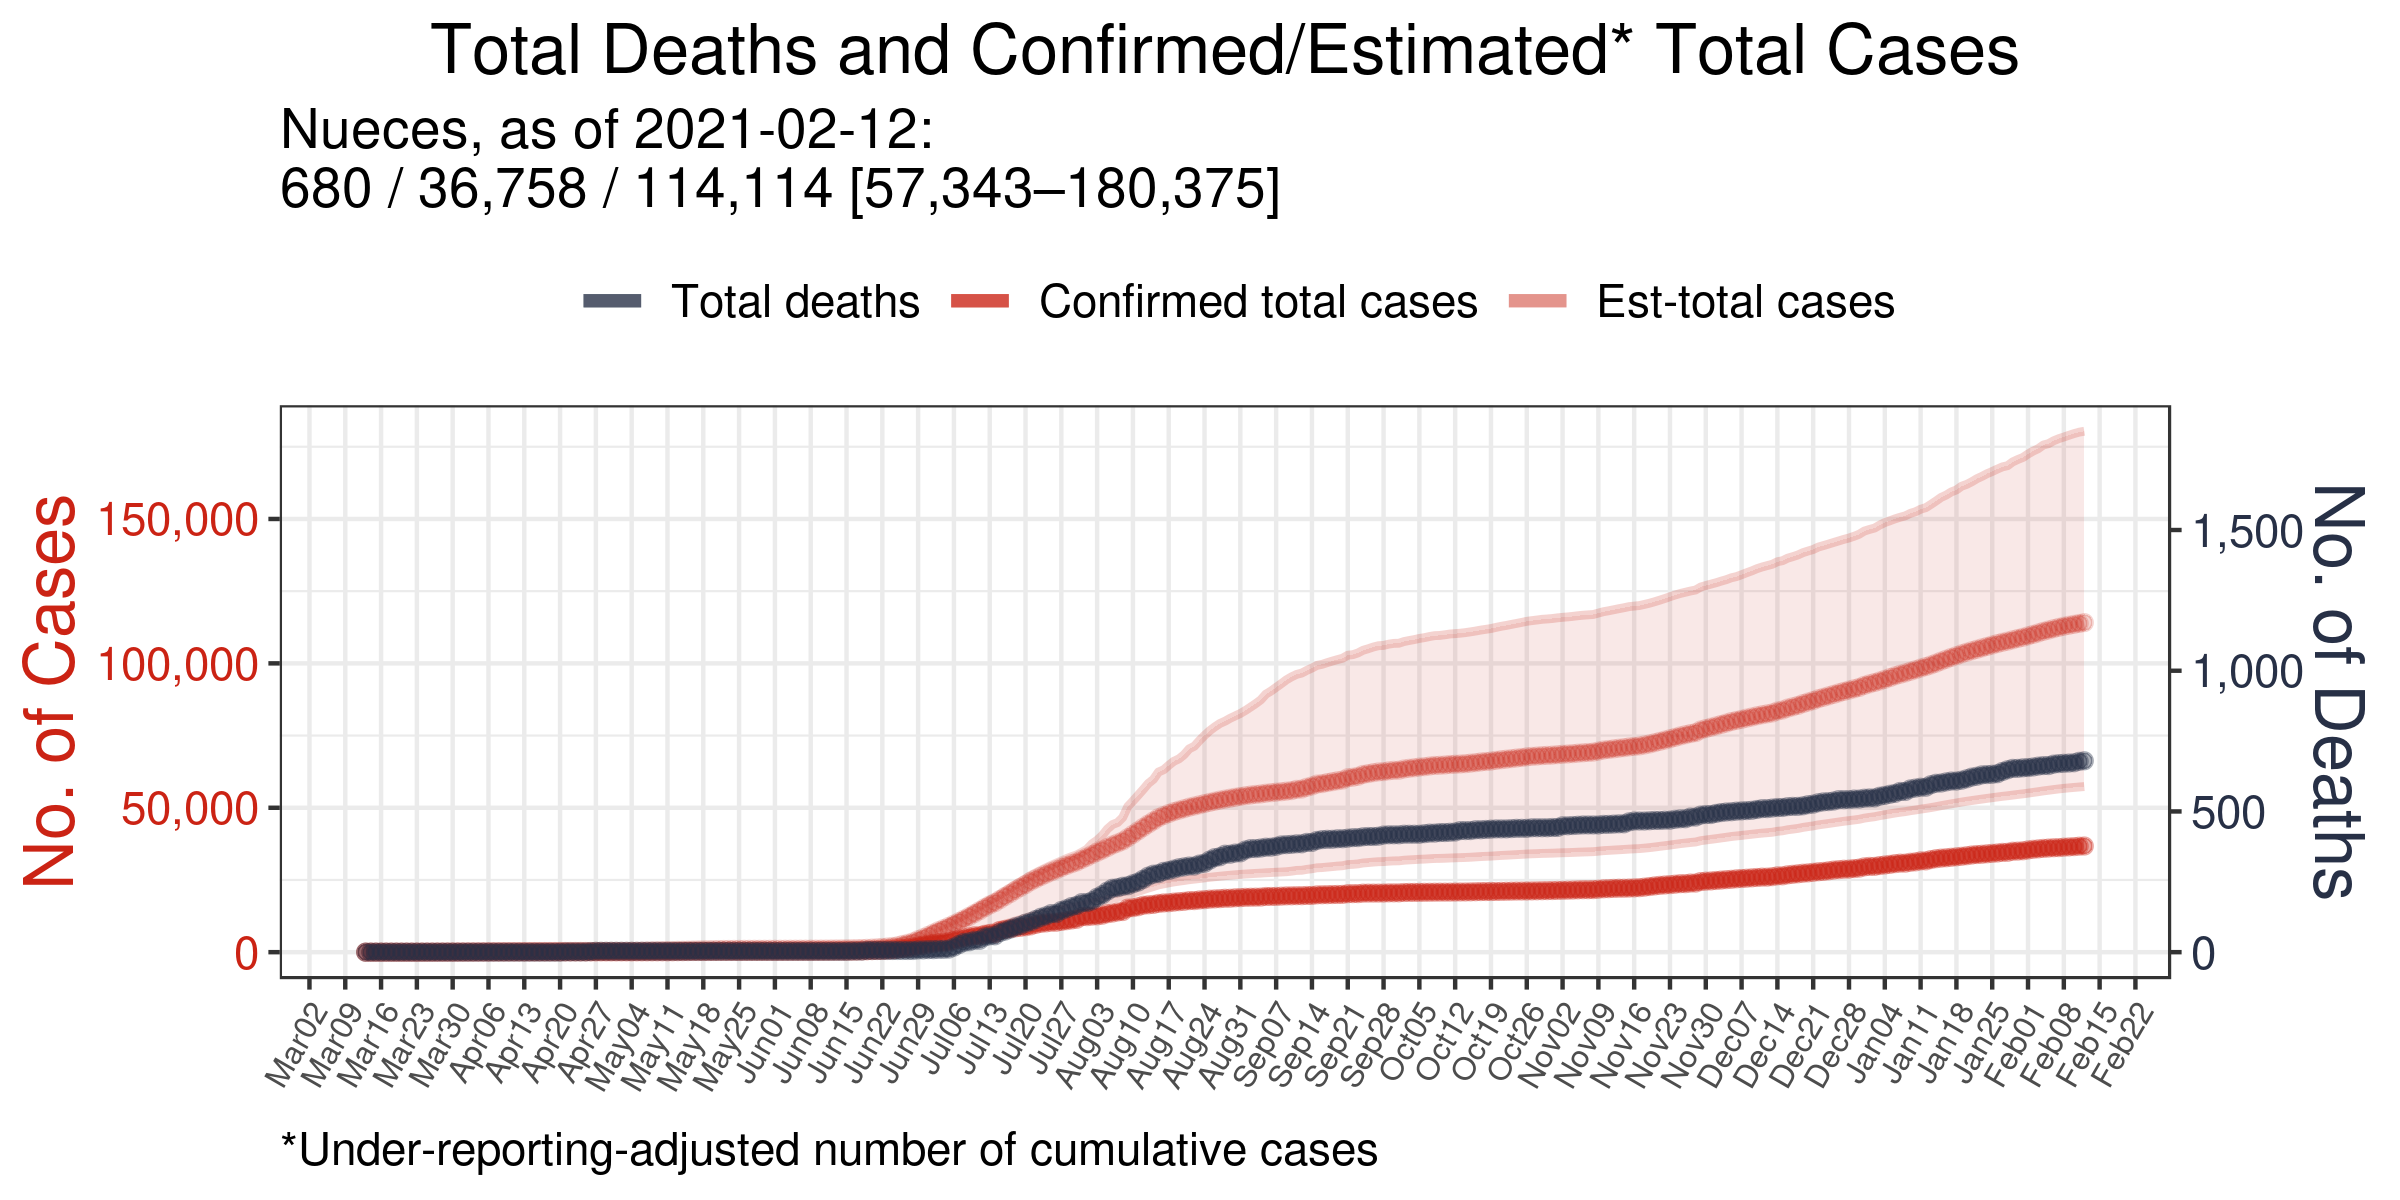 Total Deaths and Confirmed/Estimated* Total Cases
Nueces, as of 2021-02-12:
680 / 36,758 / 114,114 [57,343–180,375]
Total deaths
Confirmed total cases
Est-total cases
No. of Cases
150,000
100,000
50,000
0
1,500
1,000
500
0
No. of Deaths
Mar02
Mar09
Mar16
Mar23
Mar30
Apr06
Apr13
Apr20
Apr27
May04
May11
May18
May25
Jun01
Jun08
Jun15
Jun22
Jun29
Jul06
Jul13
Jul20
Jul27
Aug03
Aug10
Aug17
Aug24
Aug31
Sep07
Sep14
Sep21
Sep28
Oct05
Oct12
Oct19
Oct26
Nov02
Nov09
Nov16
Nov23
Nov30
Dec07
Dec14
Dec21
Dec28
Jan04
Jan11
Jan18
Jan25
Feb01
Feb08
Feb15
Feb22
*Under-reporting-adjusted number of cumulative cases